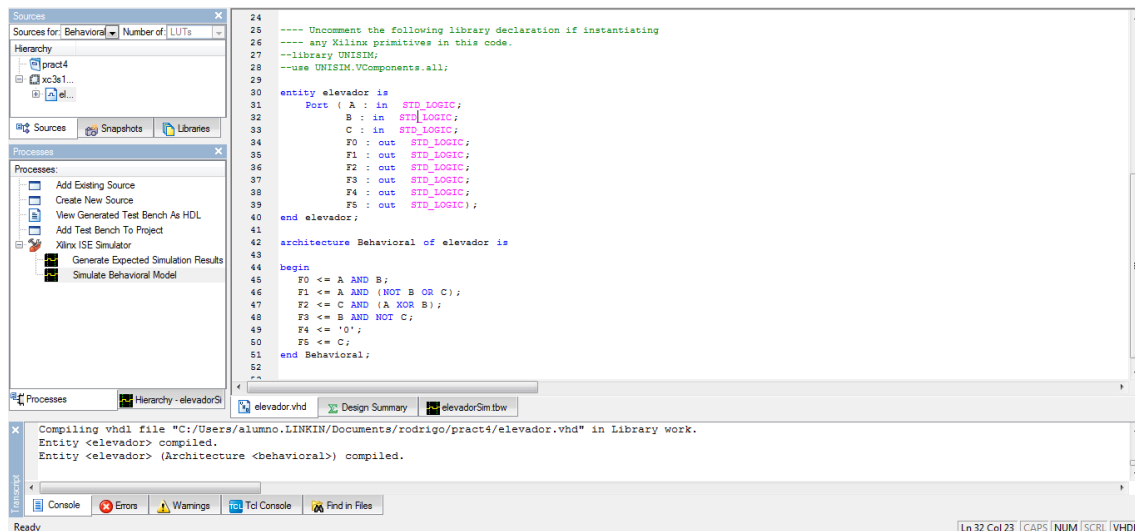 Sources
Sources for: Behavioral Number of: LUTs
Hierarchy
pract4
xc3s1...
el...
Sources Snapshots Libraries
Processes
Processes:
Add Existing Source
Create New Source
View Generated Test Bench As HDL
Add Test Bench To Project
Xilinx ISE Simulator
Generate Expected Simulation Results
Simulate Behavioral Model
Processes Hierarchy - elevadorSi
24
25 ---- Uncomment the following library declaration if instantiating
26 ---- any Xilinx primitives in this code.
27 --library UNISIM;
28 --use UNISIM.VComponents.all;
29
30 entity elevador is
31 Port ( A : in STD_LOGIC;
32 B : in STD_LOGIC;
33 C : in STD_LOGIC;
34 F0 : out STD_LOGIC;
35 F1 : out STD_LOGIC;
36 F2 : out STD_LOGIC;
37 F3 : out STD_LOGIC;
38 F4 : out STD_LOGIC;
39 F5 : out STD_LOGIC);
40 end elevador;
41
42 architecture Behavioral of elevador is
43
44 begin
45 F0 <= A AND B;
46 F1 <= A AND (NOT B OR C);
47 F2 <= C AND (A XOR B);
48 F3 <= B AND NOT C;
49 F4 <= '0';
50 F5 <= C;
51 end Behavioral;
52
elevador.vhd Design Summary elevadorSim.tbw
Compiling vhdl file "C:/Users/alumno.LINKIN/Documents/rodrigo/pract4/elevador.vhd" in Library work.
Entity <elevador> compiled.
Entity <elevador> (Architecture <behavioral>) compiled.
Transcript
Console Errors Warnings TCL Tcl Console Find in Files
Ready Ln 32 Col 23 CAPS NUM SCRL VHDL